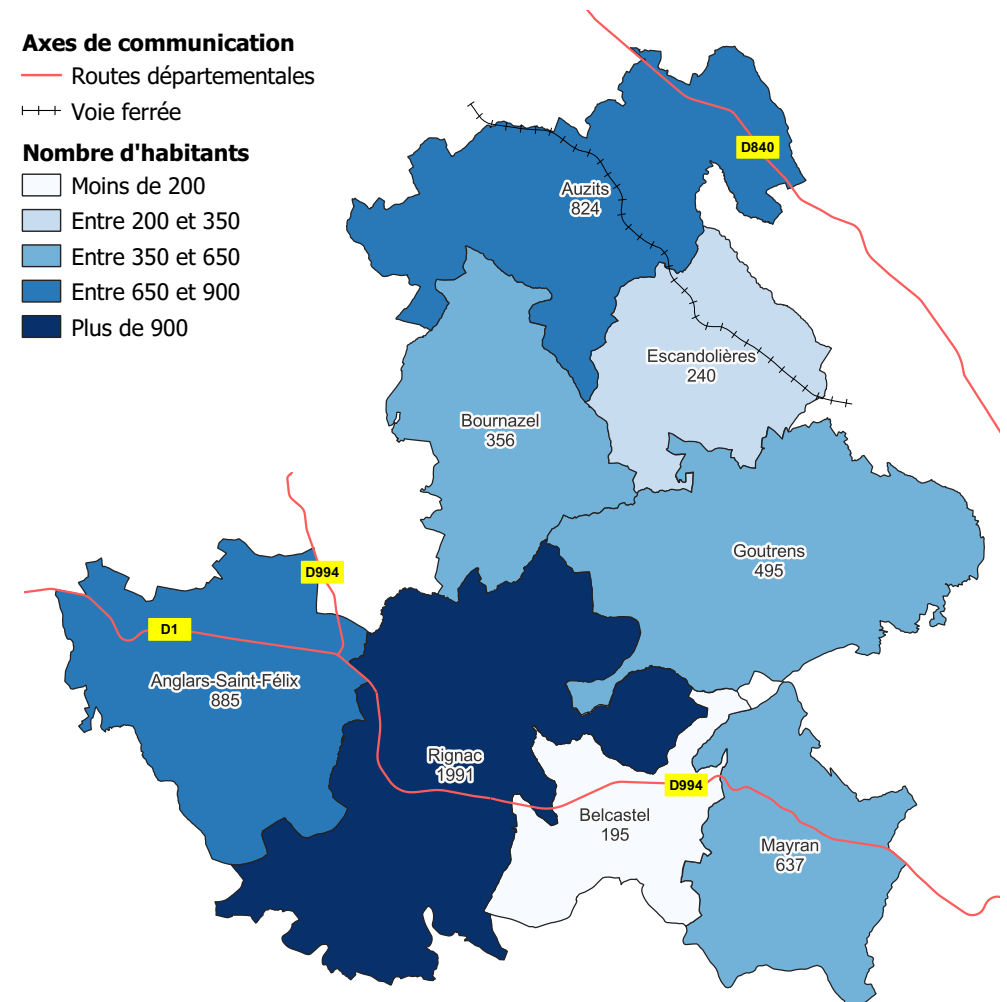 Axes de communication
Routes départementales
Voie ferrée
Nombre d'habitants
Moins de 200
Entre 200 et 350
Entre 350 et 650
Entre 650 et 900
Plus de 900
D840
Auzits
824
Escandolières
240
Bournazel
356
Goutrens
495
D994
D1
Anglars-Saint-Félix
885
Rignac
1991
D994
Belcastel
195
Mayran
637